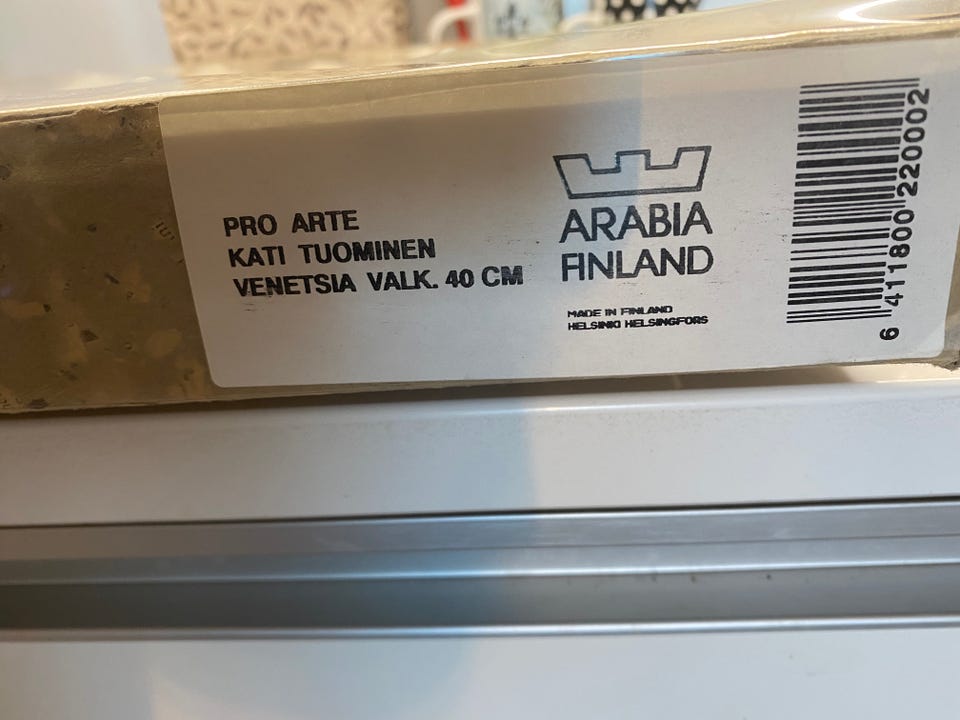 PRO ARTE
KATI TUOMINEN
VENETSIA VALK. 40 CM
ARABIA
FINLAND
MADE IN FINLAND
HELSINKI HELSINGFORS
6 411800 220002